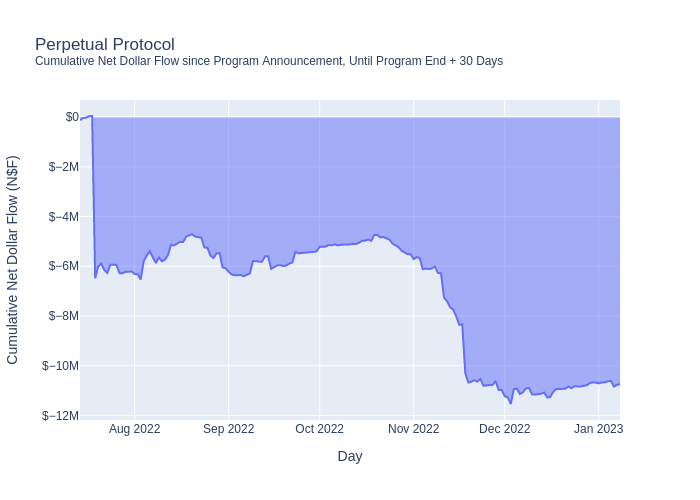 Perpetual Protocol
Cumulative Net Dollar Flow since Program Announcement, Until Program End + 30 Days
Cumulative Net Dollar Flow (N$F)
$0
$−2M
$−4M
$−6M
$−8M
$−10M
$−12M
Aug 2022 Sep 2022 Oct 2022 Nov 2022 Dec 2022 Jan 2023
Day